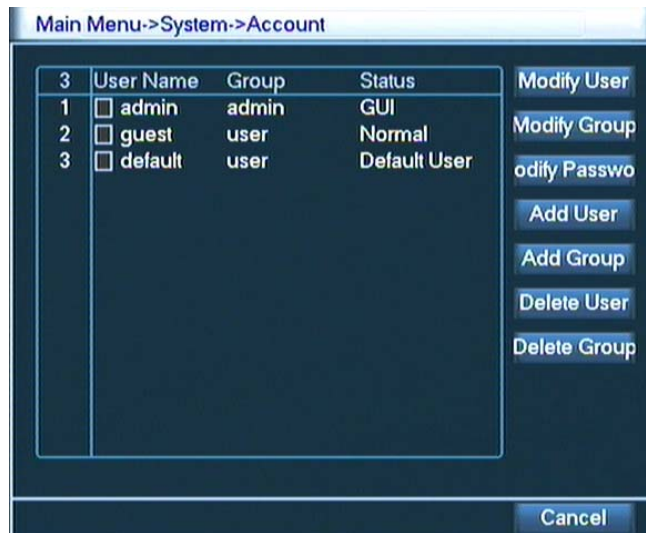 Main Menu->System->Account
3 User Name Group Status
1 admin admin GUI
2 guest user Normal
3 default user Default User
Modify User
Modify Group
odify Passwo
Add User
Add Group
Delete User
Delete Group
Cancel